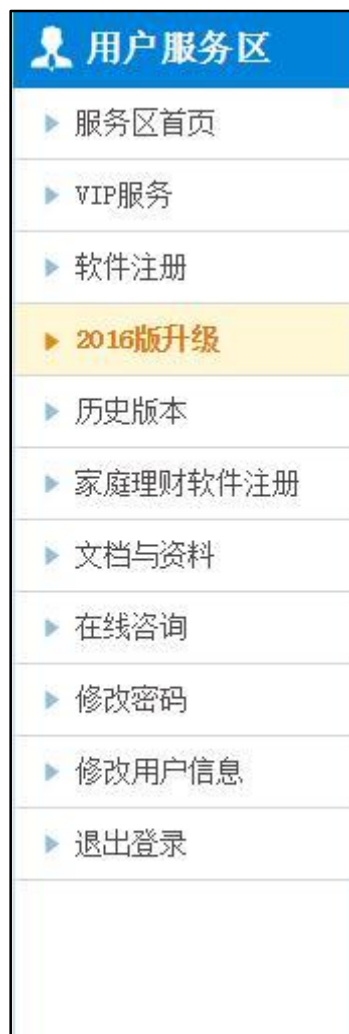 用户服务区
服务区首页
VIP服务
软件注册
2016版升级
历史版本
家庭理财软件注册
文档与资料
在线咨询
修改密码
修改用户信息
退出登录